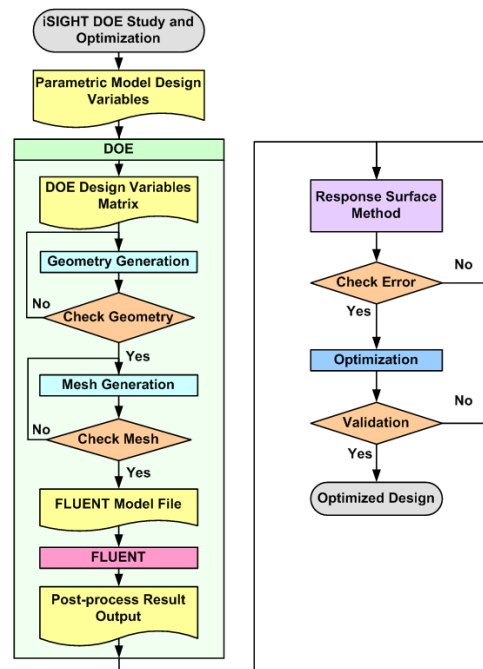 iSIGHT DOE Study and
Optimization
Parametric Model Design
Variables
DOE
DOE Design Variables
Matrix
Geometry Generation
No
Check Geometry
Yes
Mesh Generation
No
Check Mesh
Yes
FLUENT Model File
FLUENT
Post-process Result
Output
Response Surface
Method
No
Check Error
Yes
Optimization
No
Validation
Yes
Optimized Design